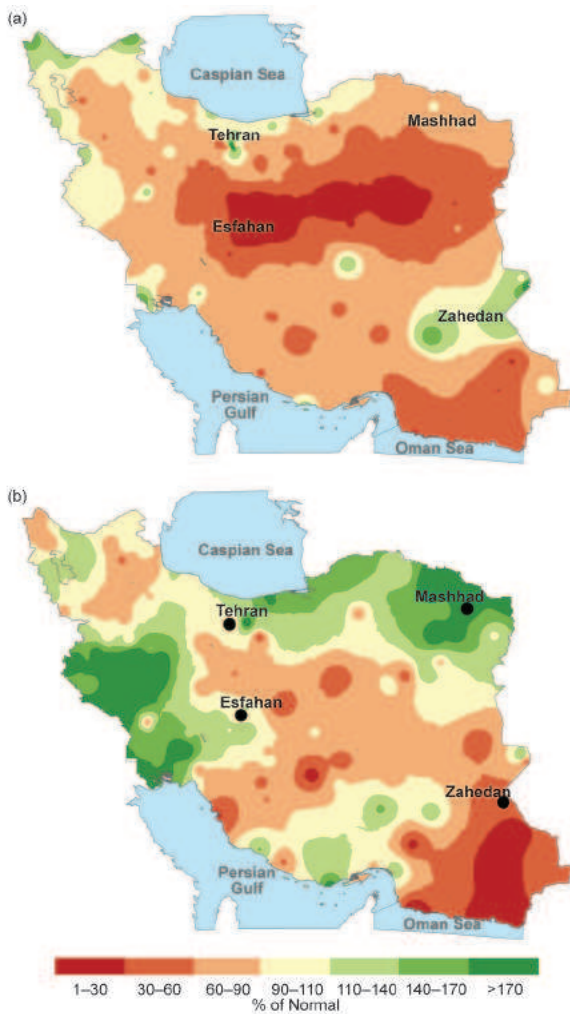 (a)
Caspian Sea
Tehran
Mashhad
Esfahan
Zahedan
Persian
Gulf
Oman Sea
(b)
Caspian Sea
Mashhad
Tehran
Esfahan
Zahedan
Persian
Gulf
Oman Sea
1–30 30–60 60–90 90–110 110–140 140–170 >170
% of Normal